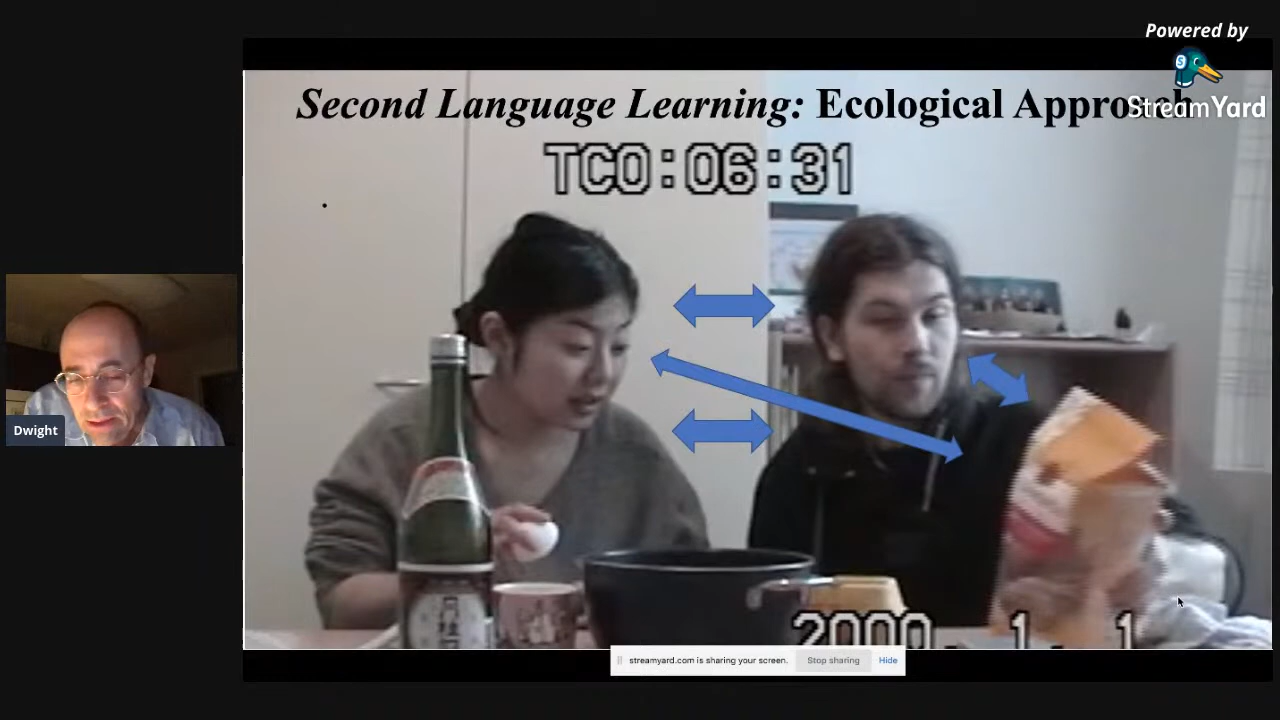 Powered by
StreamYard
Second Language Learning: Ecological Approach
TC0:06:31
Dwight
2000. 1. 1
streamyard.com is sharing your screen.
Stop sharing
Hide